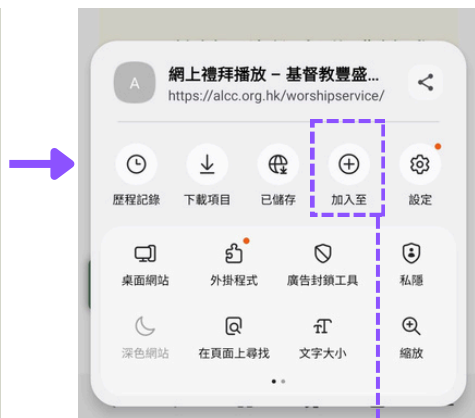 A
網上禮拜播放 – 基督教豐盛...
https://alcc.org.hk/worshipservice/
歷程記錄
下載項目
已儲存
加入至
設定
桌面網站
外掛程式
廣告封鎖工具
私隱
深色網站
在頁面上尋找
文字大小
縮放